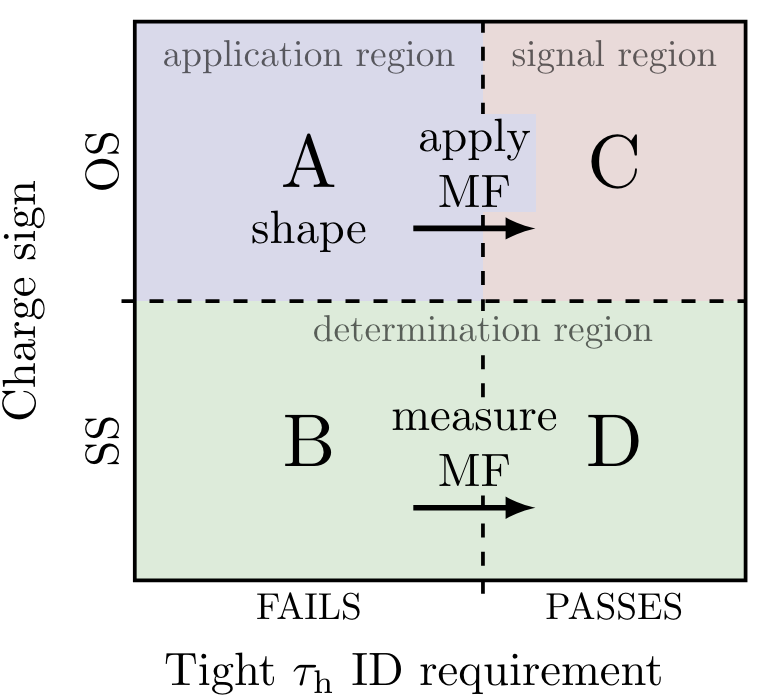 application region
signal region
apply
MF
A
C
shape
OS
Charge sign
determination region
measure
MF
B
D
SS
FAILS
PASSES
Tight τh ID requirement